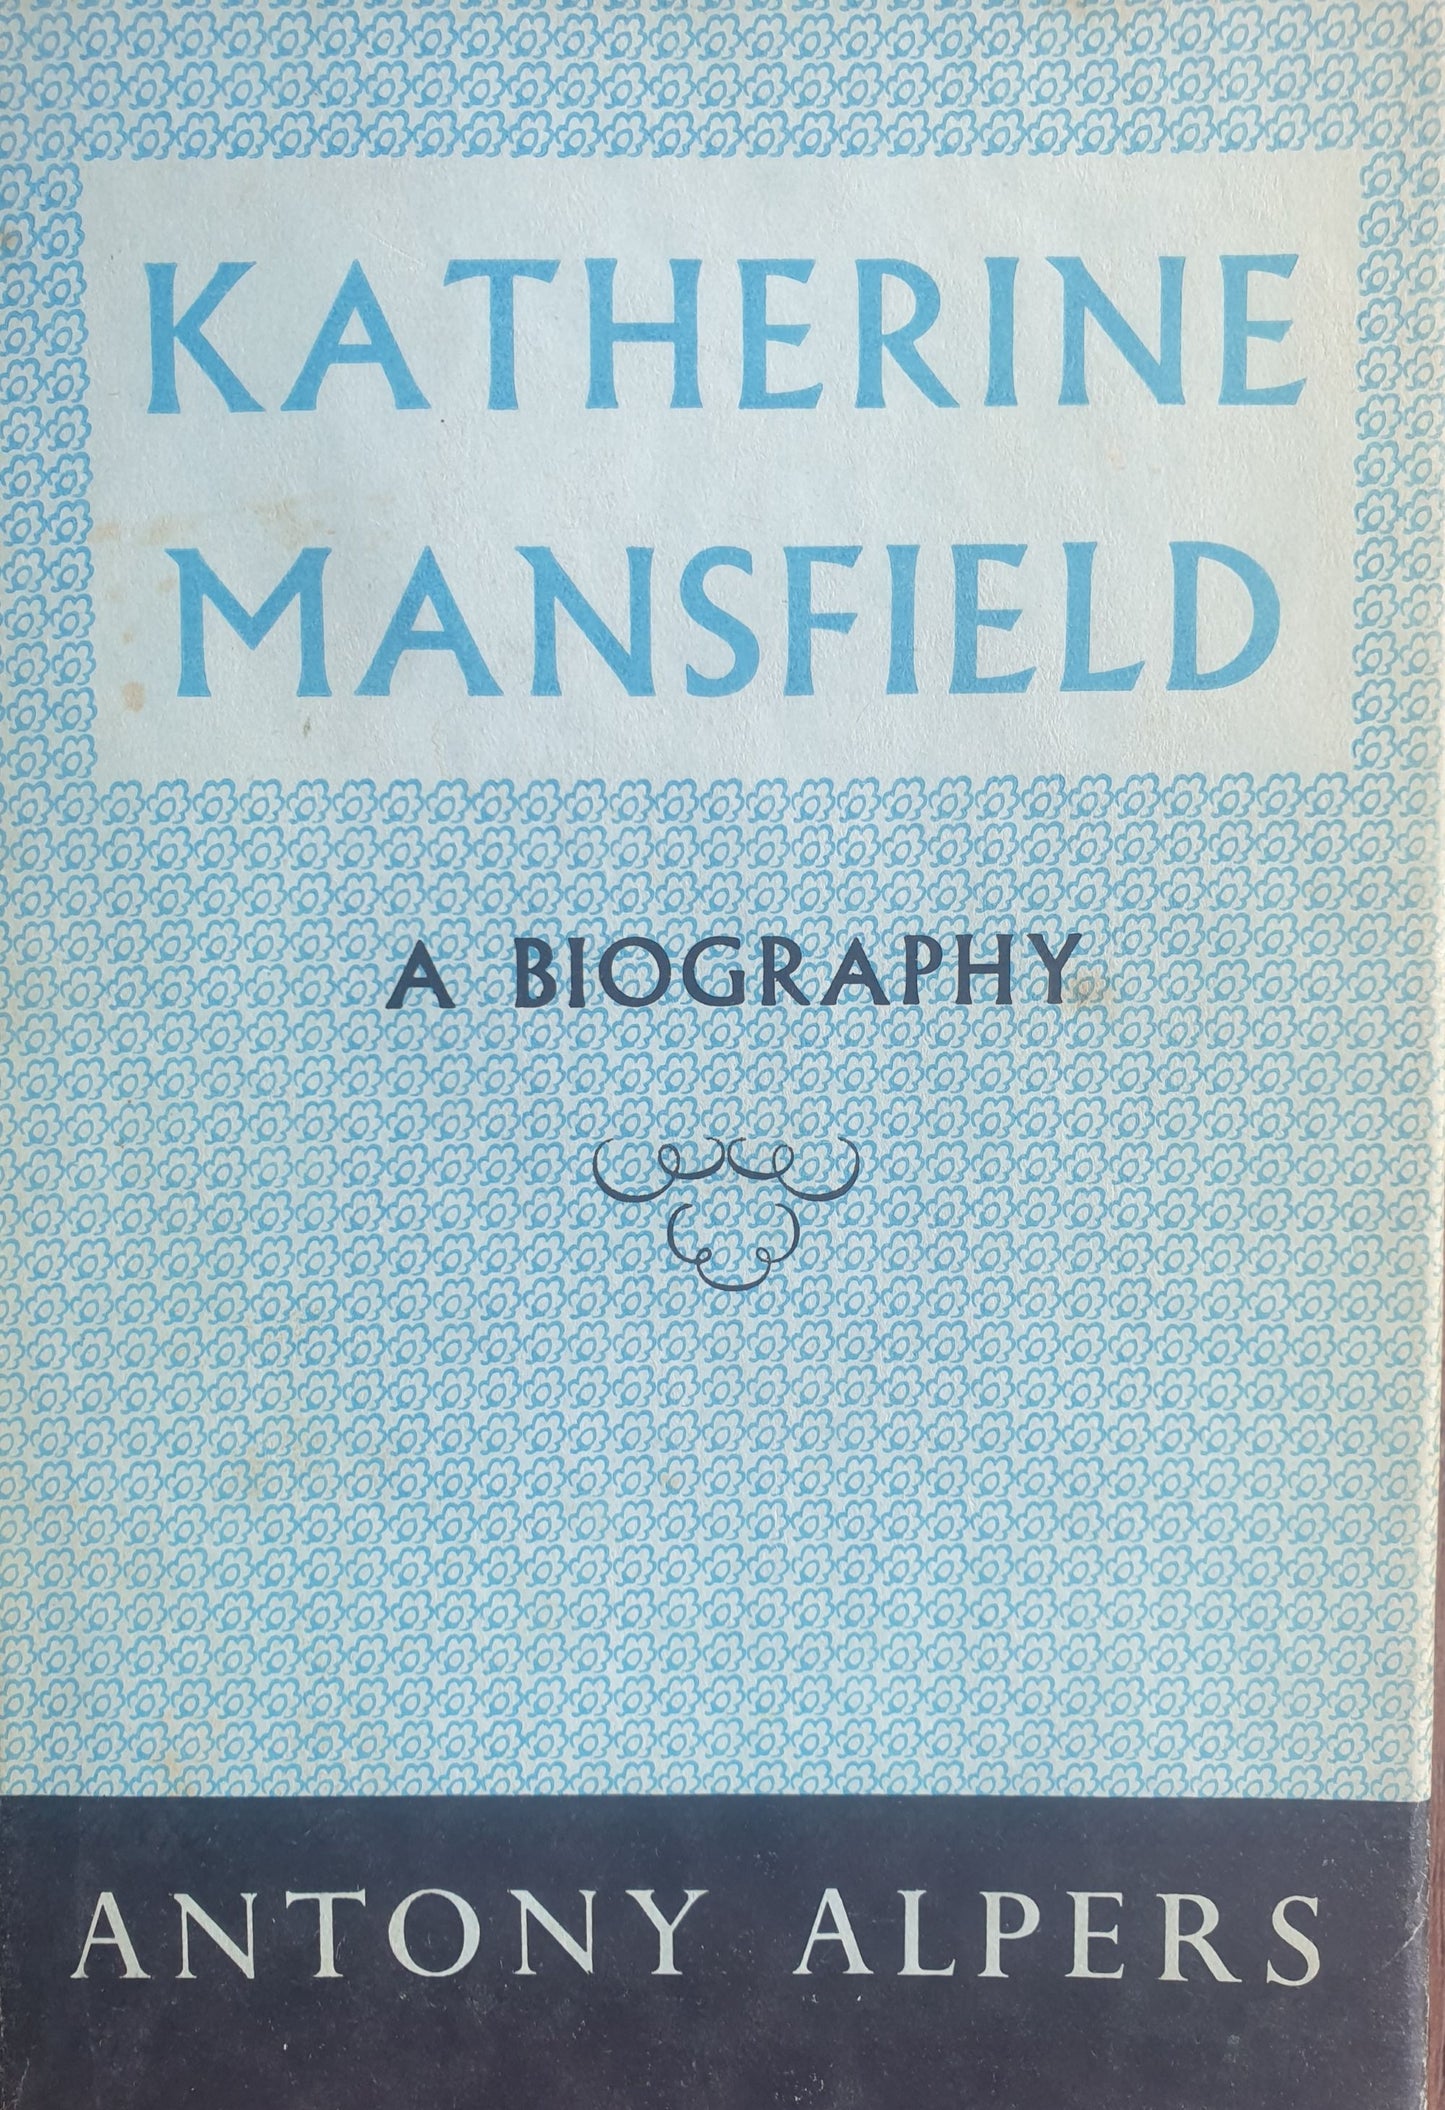 KATHERINE
MANSFIELD
A BIOGRAPHY
ANTONY ALPERS